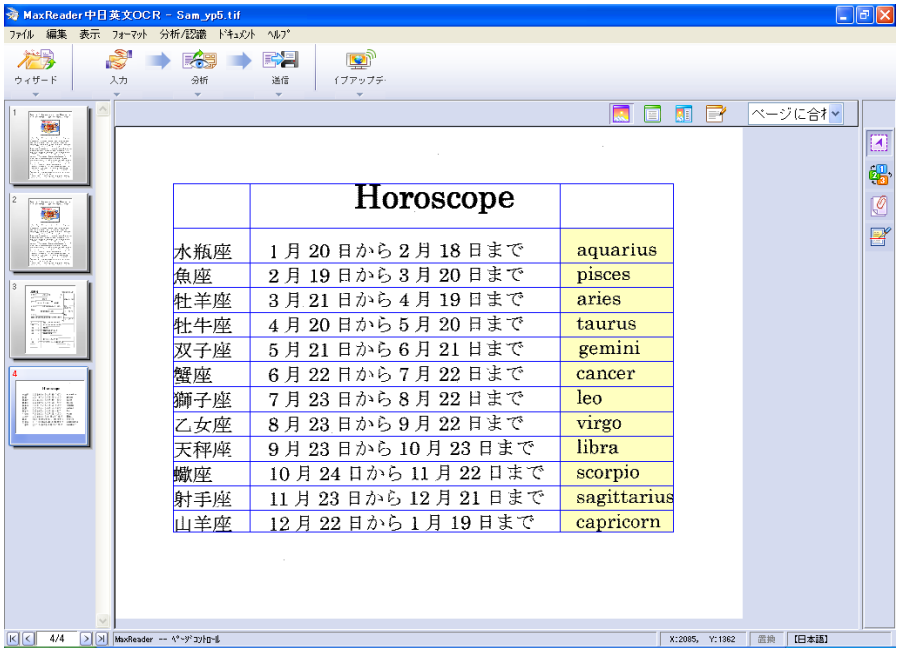 MaxReader中日英文OCR - Sam_yp5.tif
ファイル 編集 表示 フォーマット 分析/認識 ドキュメント ヘルプ
ウィザード 入力 分析 送信 イブアップデー
ページに合わ
1
2
3
4
Horoscope
水瓶座 1月20日から2月18日まで aquarius
魚座 2月19日から3月20日まで pisces
牡羊座 3月21日から4月19日まで aries
牡牛座 4月20日から5月20日まで taurus
双子座 5月21日から6月21日まで gemini
蟹座 6月22日から7月22日まで cancer
獅子座 7月23日から8月22日まで leo
乙女座 8月23日から9月22日まで virgo
天秤座 9月23日から10月23日まで libra
蠍座 10月24日から11月22日まで scorpio
射手座 11月23日から12月21日まで sagittarius
山羊座 12月22日から1月19日まで capricorn
4/4 MaxReader -- ページコントロール X:2085, Y:1362 置換 【日本語】